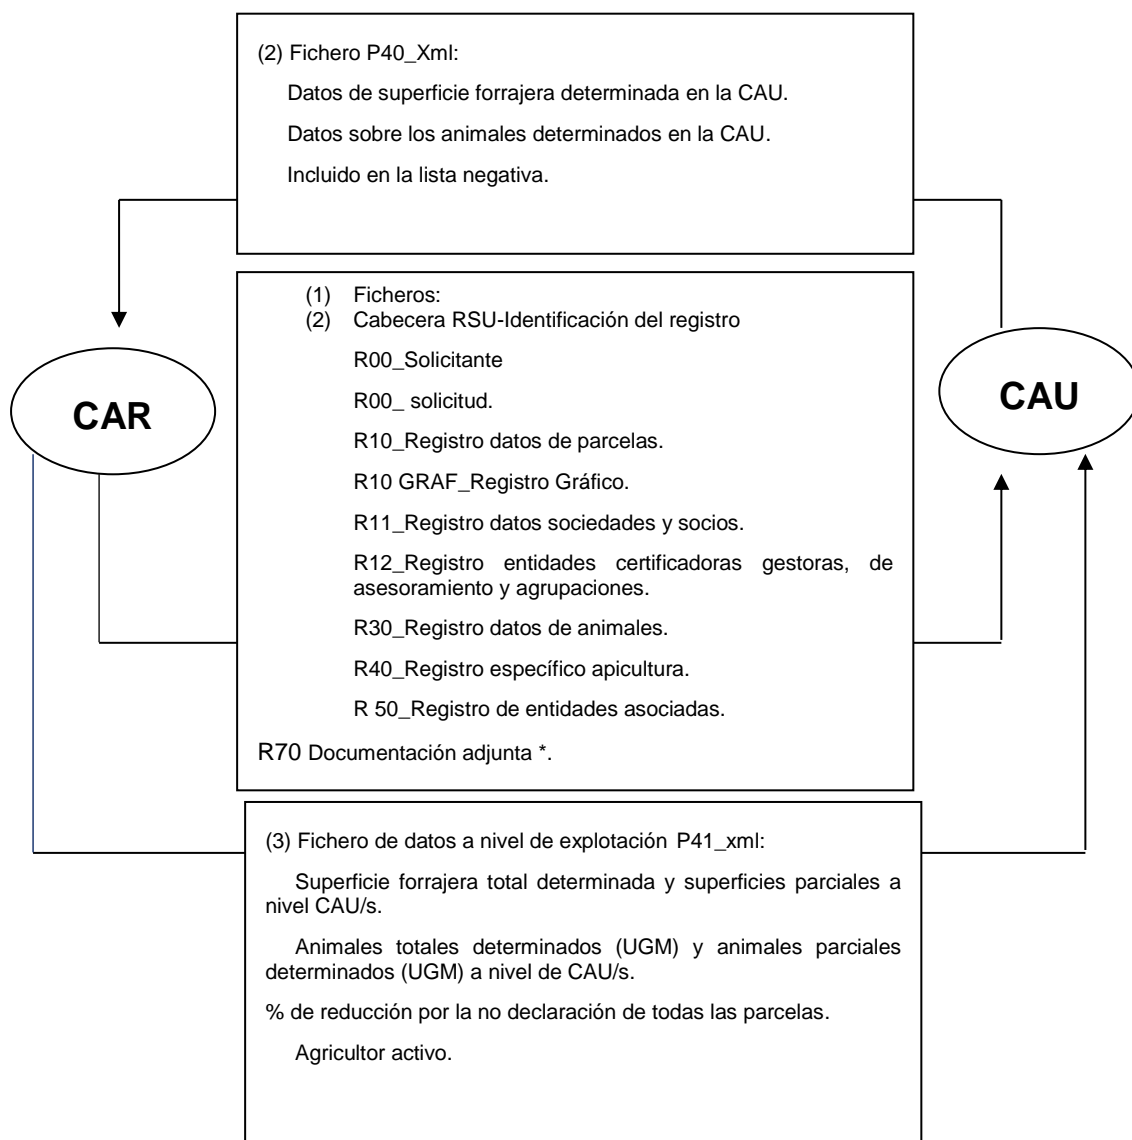 (2) Fichero P40_Xml:
Datos de superficie forrajera determinada en la CAU.
Datos sobre los animales determinados en la CAU.
Incluido en la lista negativa.
(1) Ficheros:
(2) Cabecera RSU-Identificación del registro
R00_Solicitante
R00_ solicitud.
R10_Registro datos de parcelas.
R10 GRAF_Registro Gráfico.
R11_Registro datos sociedades y socios.
R12_Registro entidades certificadoras gestoras, de
asesoramiento y agrupaciones.
R30_Registro datos de animales.
R40_Registro específico apicultura.
R 50_Registro de entidades asociadas.
R70 Documentación adjunta *.
CAR
CAU
(3) Fichero de datos a nivel de explotación P41_xml:
Superficie forrajera total determinada y superficies parciales a
nivel CAU/s.
Animales totales determinados (UGM) y animales parciales
determinados (UGM) a nivel de CAU/s.
% de reducción por la no declaración de todas las parcelas.
Agricultor activo.